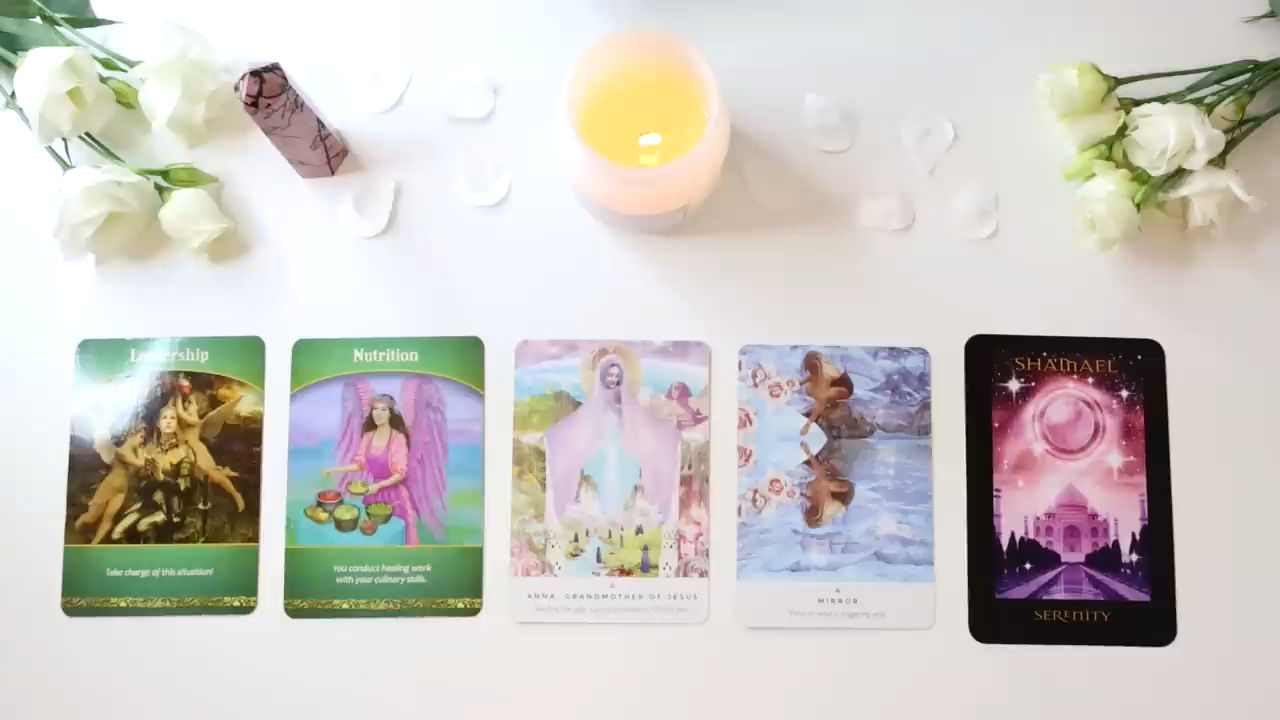 Leadership
Take charge of this situation!
Nutrition
You conduct healing work
with your culinary skills.
ANNA, GRANDMOTHER OF JESUS
MIRROR
SHAMAEL
SERENITY